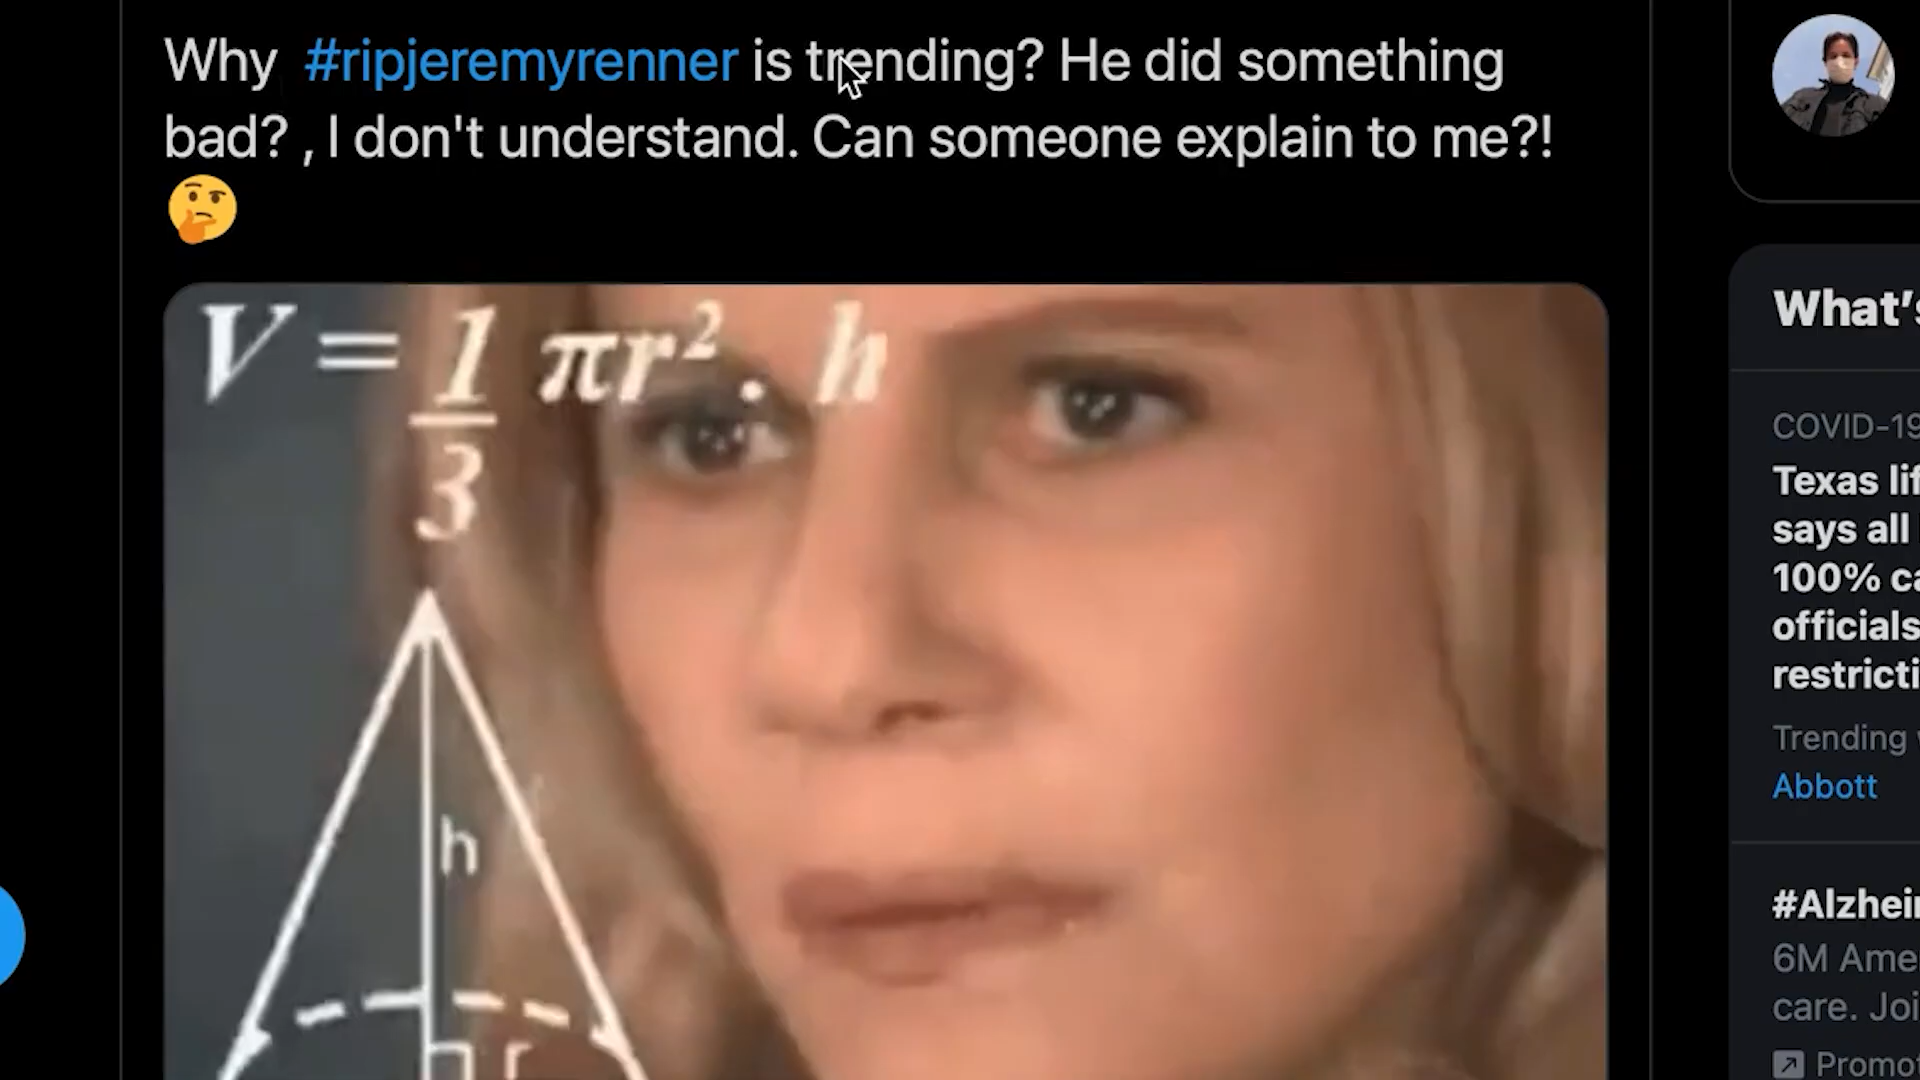 Why #ripjeremyrenner is trending? He did something
bad? , I don't understand. Can someone explain to me?!
V = 1/3 πr² . h
h
r
What's
COVID-19
Texas lif
says all
100% ca
officials
restricti
Trending
Abbott
#Alzhei
6M Ame
care. Joi
Promo